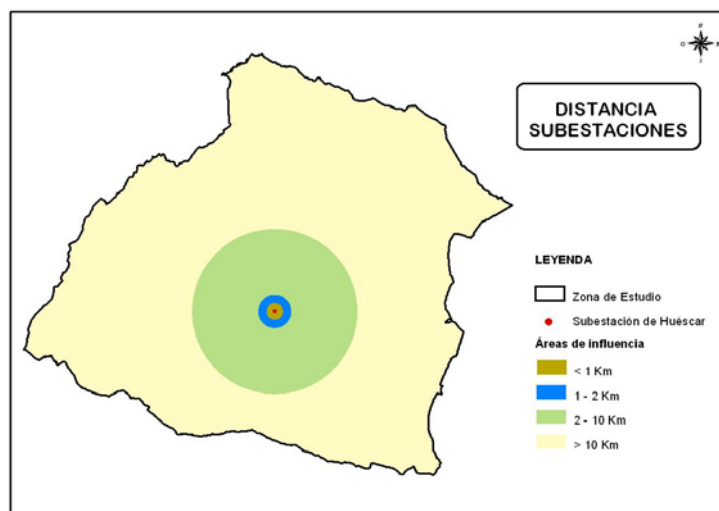 N
O E
S
DISTANCIA
SUBESTACIONES
LEYENDA
Zona de Estudio
Subestación de Huéscar
Áreas de influencia
< 1 Km
1 - 2 Km
2 - 10 Km
> 10 Km